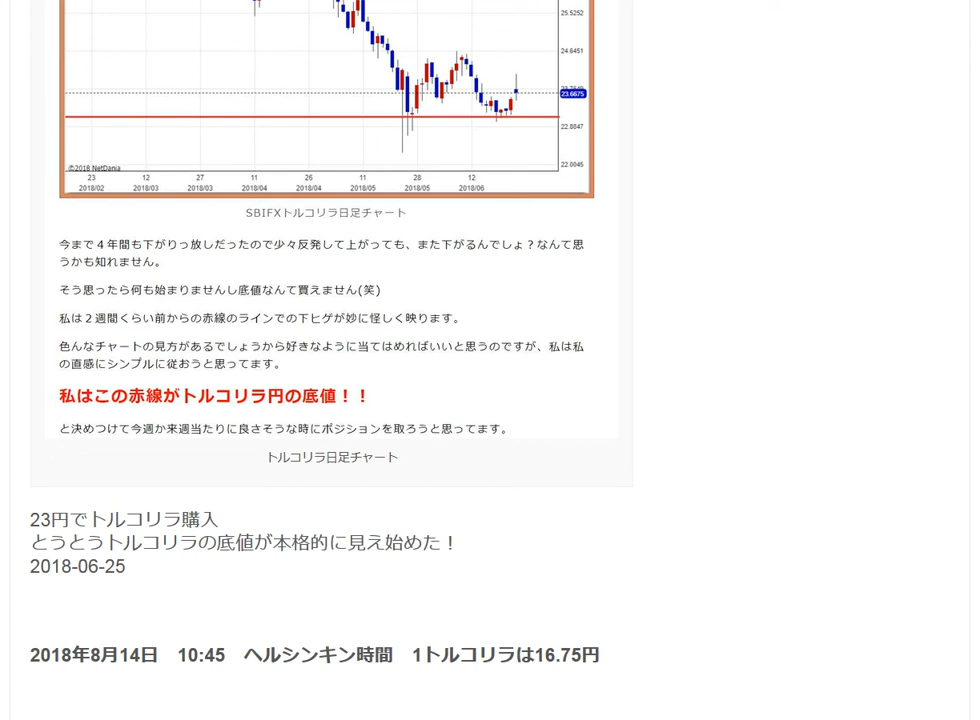 25.5252
24.6451
23.6675
22.8847
22.0045
©2018 NetDania
23 12 27 11 26 11 28 12
2018/02 2018/03 2018/03 2018/04 2018/04 2018/05 2018/05 2018/06
SBIFXトルコリラ日足チャート
今まで４年間も下がりっ放しだったので少々反発して上がっても、また下がるんでしょ？なんて思
うかも知れません。
そう思ったら何も始まりませんし底値なんて買えません(笑)
私は２週間くらい前からの赤線のラインでの下ヒゲが妙に怪しく映ります。
色んなチャートの見方があるでしょうから好きなように当てはめればいいと思うのですが、私は私
の直感にシンプルに従おうと思ってます。
私はこの赤線がトルコリラ円の底値！！
と決めつけて今週か来週当たりに良さそうな時にポジションを取ろうと思ってます。
トルコリラ日足チャート
23円でトルコリラ購入
とうとうトルコリラの底値が本格的に見え始めた！
2018-06-25
2018年8月14日　10:45　ヘルシンキン時間　1トルコリラは16.75円